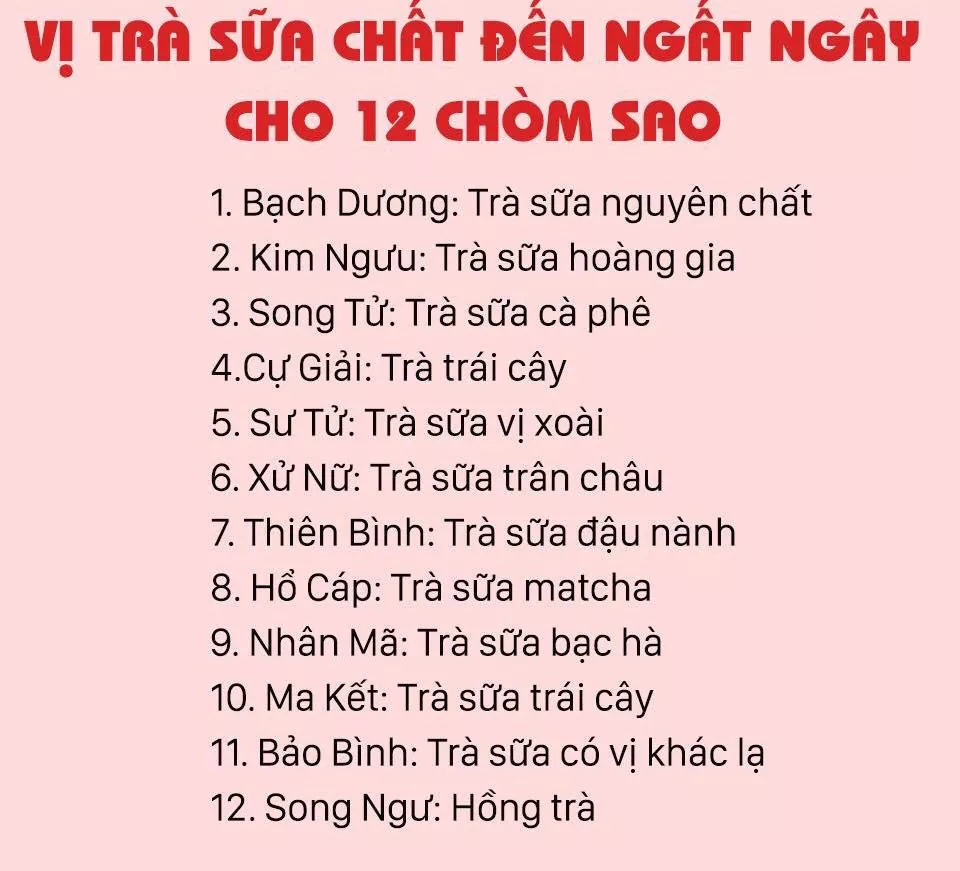 VỊ TRÀ SỮA CHẤT ĐẾN NGẤT NGÂY
CHO 12 CHÒM SAO
1. Bạch Dương: Trà sữa nguyên chất
2. Kim Ngưu: Trà sữa hoàng gia
3. Song Tử: Trà sữa cà phê
4.Cự Giải: Trà trái cây
5. Sư Tử: Trà sữa vị xoài
6. Xử Nữ: Trà sữa trân châu
7. Thiên Bình: Trà sữa đậu nành
8. Hổ Cáp: Trà sữa matcha
9. Nhân Mã: Trà sữa bạc hà
10. Ma Kết: Trà sữa trái cây
11. Bảo Bình: Trà sữa có vị khác lạ
12. Song Ngư: Hồng trà